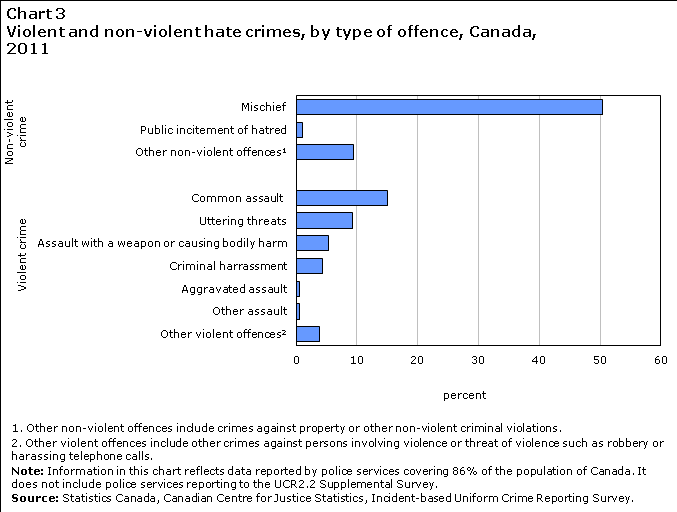 Chart 3
Violent and non-violent hate crimes, by type of offence, Canada,
2011
Non-violent
crime
Mischief
Public incitement of hatred
Other non-violent offences¹
Violent crime
Common assault
Uttering threats
Assault with a weapon or causing bodily harm
Criminal harrassment
Aggravated assault
Other assault
Other violent offences²
0 10 20 30 40 50 60
percent
1. Other non-violent offences include crimes against property or other non-violent criminal violations.
2. Other violent offences include other crimes against persons involving violence or threat of violence such as robbery or
harassing telephone calls.
Note: Information in this chart reflects data reported by police services covering 86% of the population of Canada. It
does not include police services reporting to the UCR2.2 Supplemental Survey.
Source: Statistics Canada, Canadian Centre for Justice Statistics, Incident-based Uniform Crime Reporting Survey.